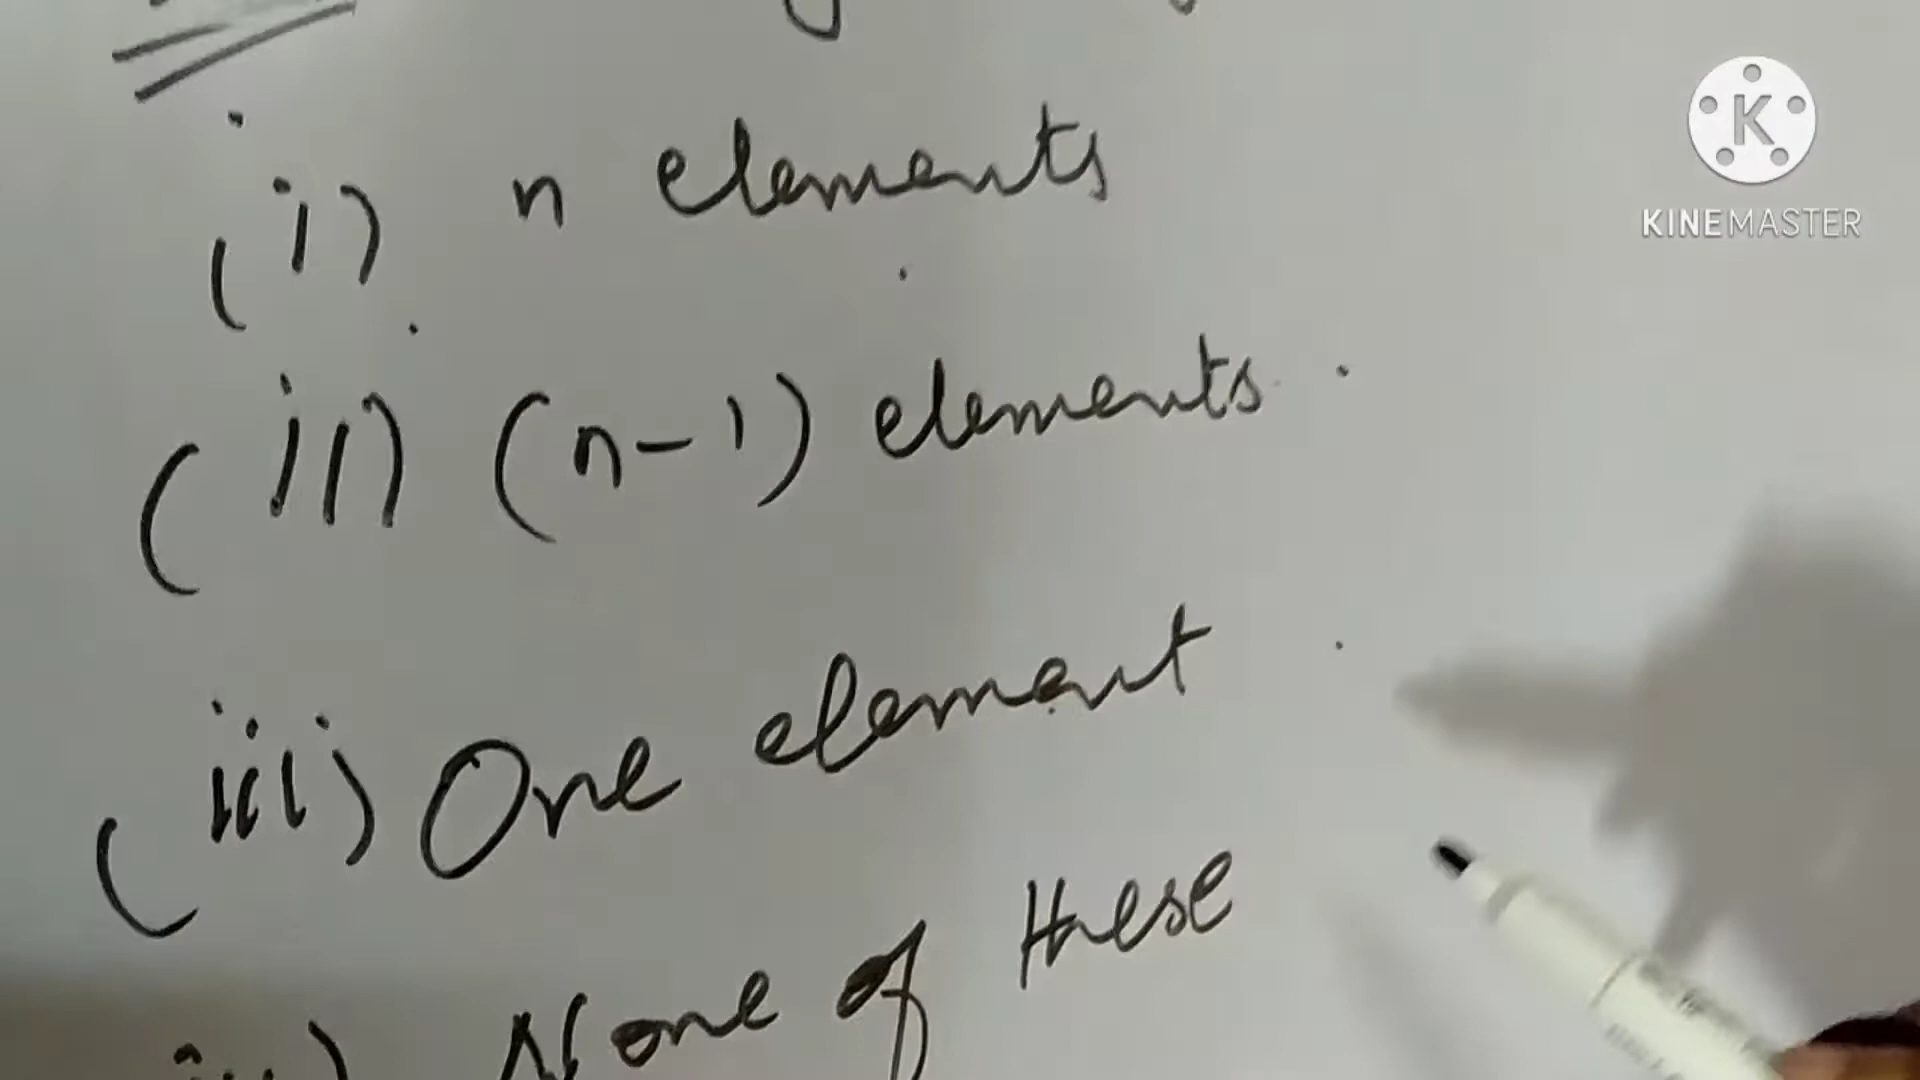 (i) n elements
(ii) (n-1) elements.
(iii) One element
None of these
K
KINEMASTER